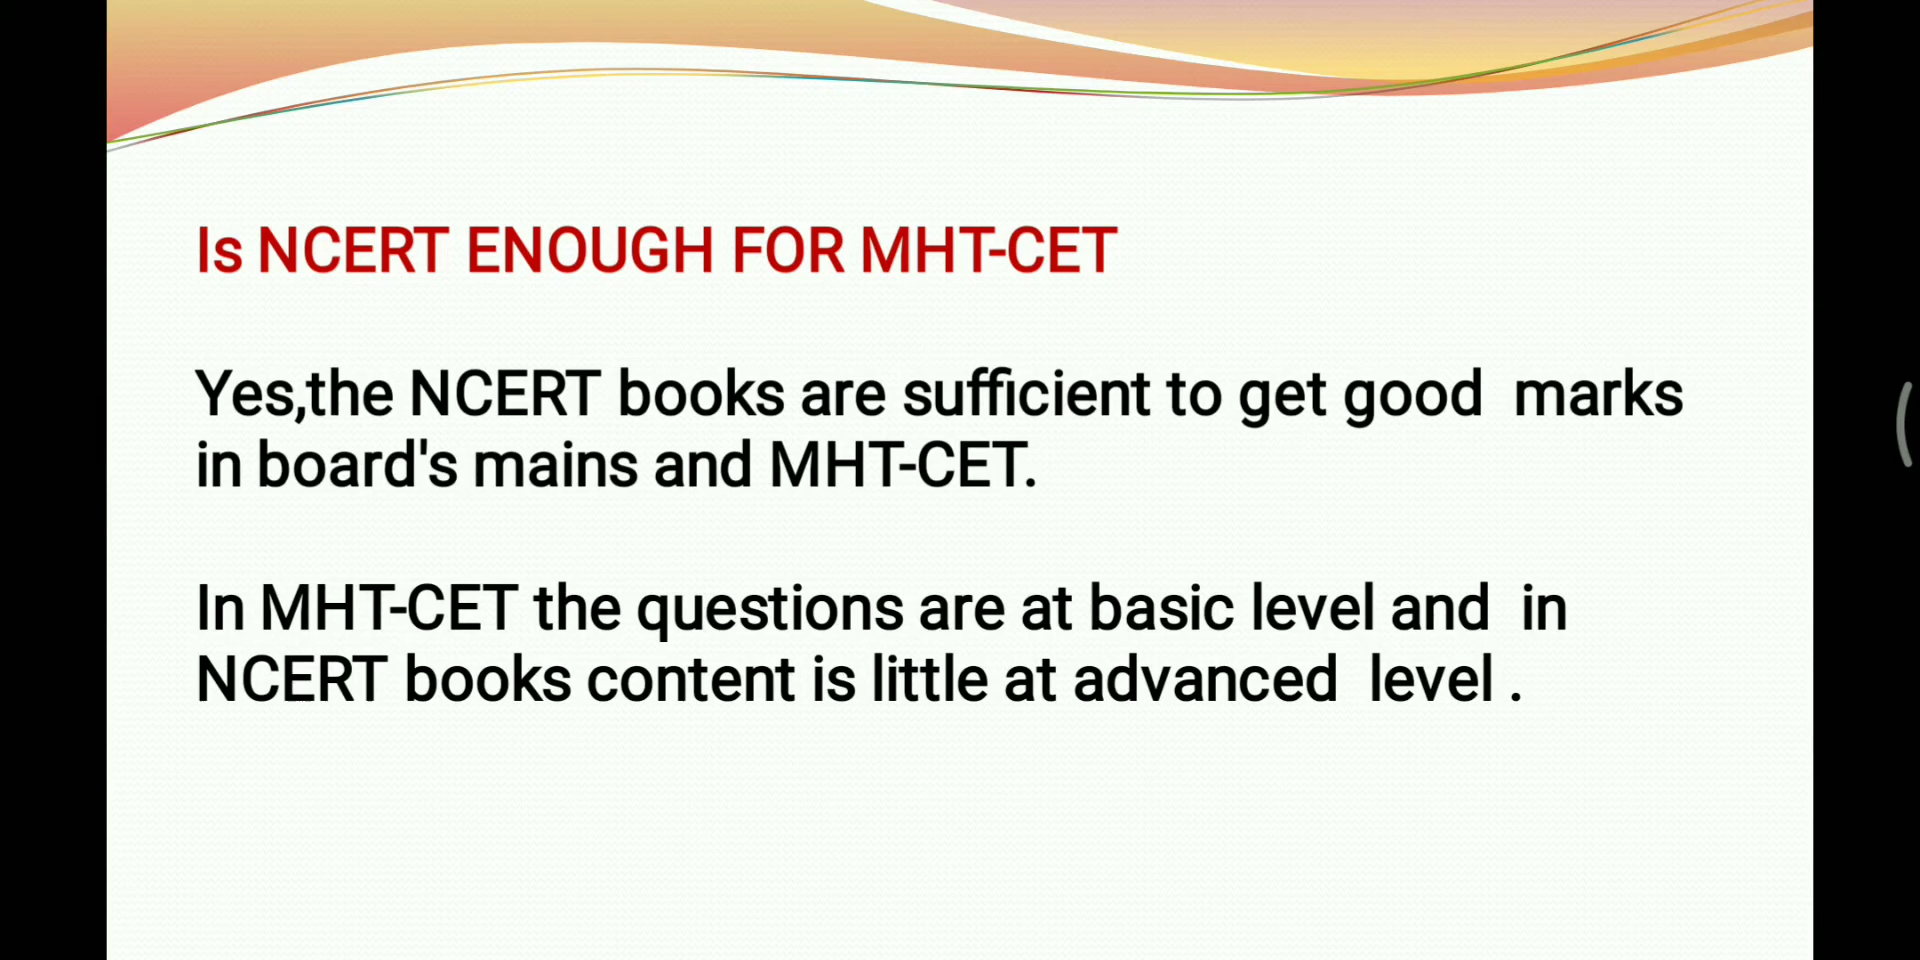 Is NCERT ENOUGH FOR MHT-CET
Yes,the NCERT books are sufficient to get good  marks
in board's mains and MHT-CET.
In MHT-CET the questions are at basic level and  in
NCERT books content is little at advanced  level .